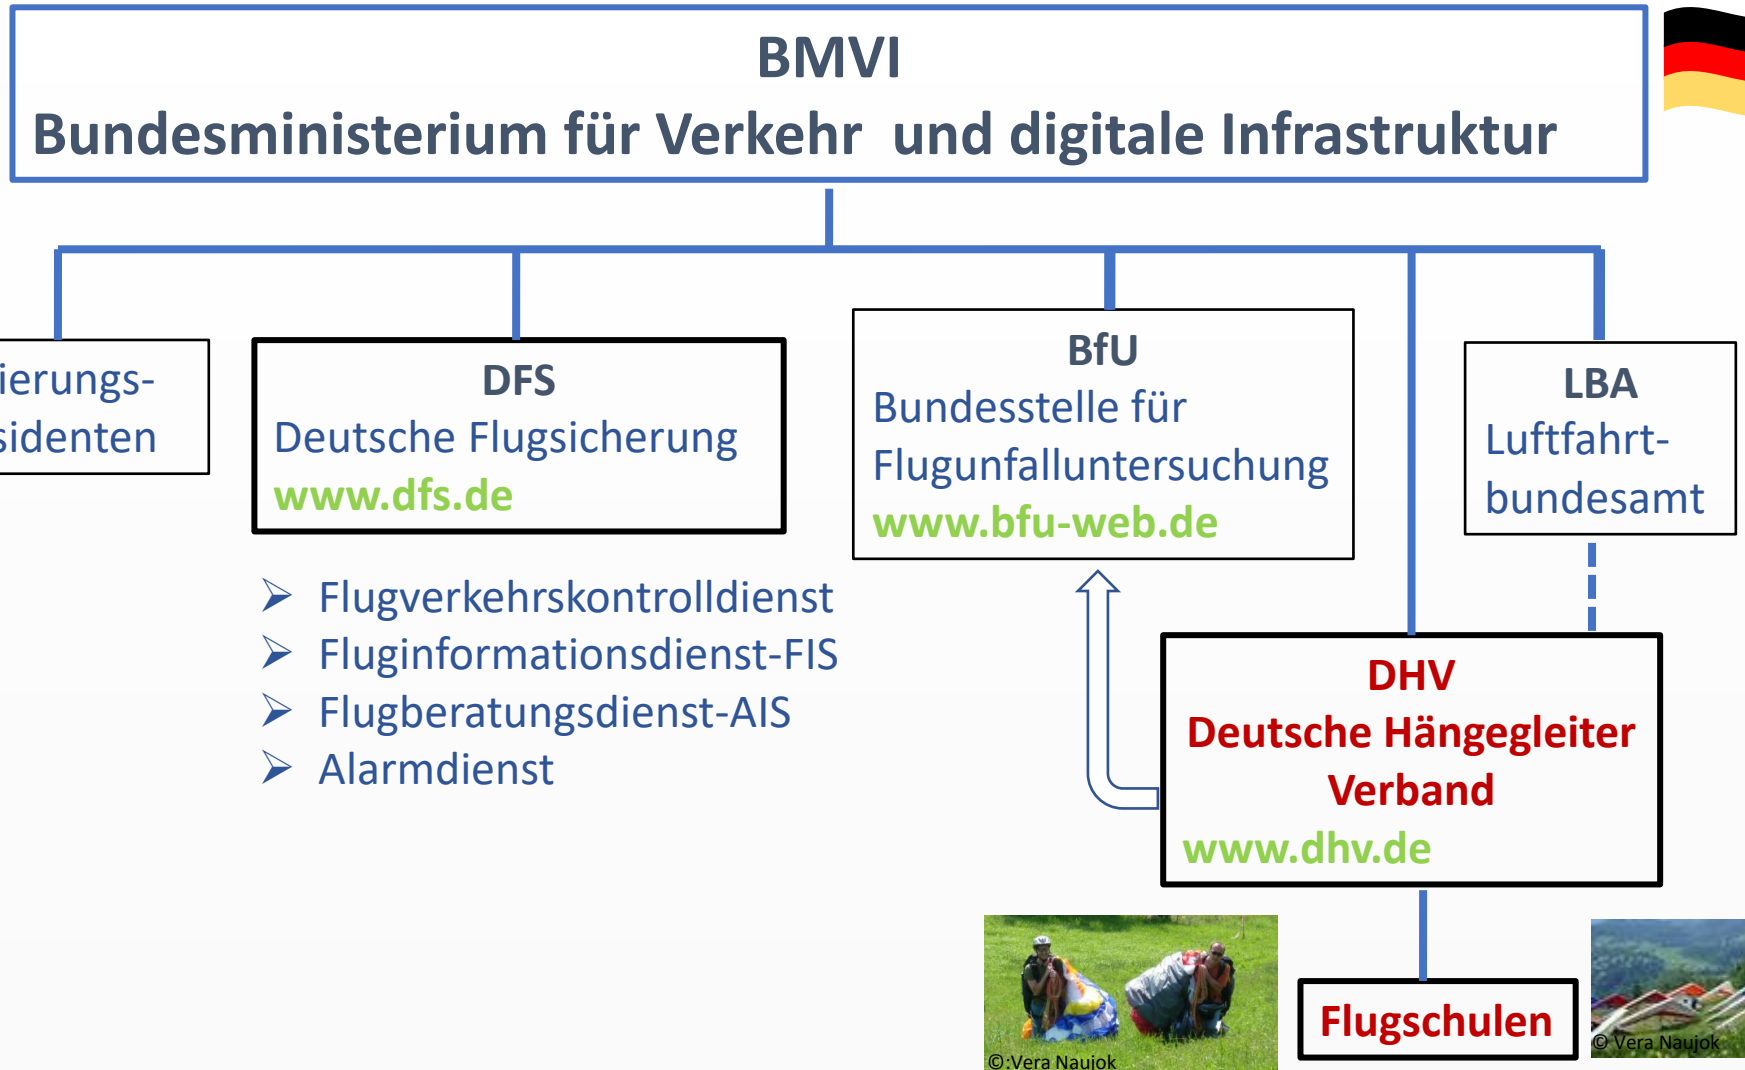 BMVI
Bundesministerium für Verkehr und digitale Infrastruktur
ierungs-
sidenten
DFS
Deutsche Flugsicherung
www.dfs.de
BfU
Bundesstelle für
Flugunfalluntersuchung
www.bfu-web.de
LBA
Luftfahrt-
bundesamt
➢ Flugverkehrskontrolldienst
➢ Fluginformationsdienst-FIS
➢ Flugberatungsdienst-AIS
➢ Alarmdienst
DHV
Deutsche Hängegleiter
Verband
www.dhv.de
Flugschulen
©:Vera Naujok
© Vera Naujok